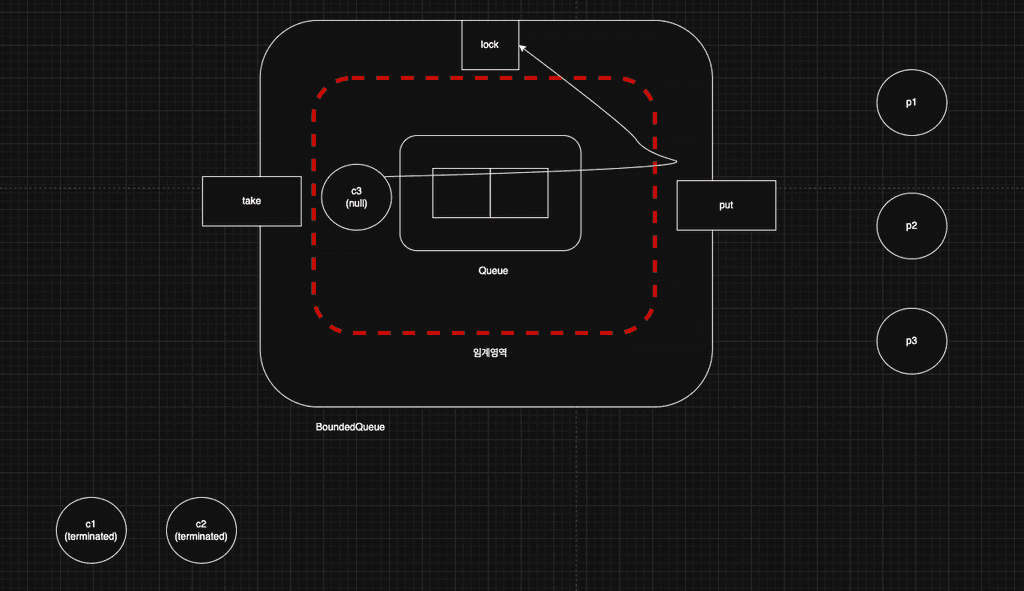 lock
p1
c3
(null)
take
put
p2
Queue
p3
임계영역
BoundedQueue
c1
(terminated)
c2
(terminated)